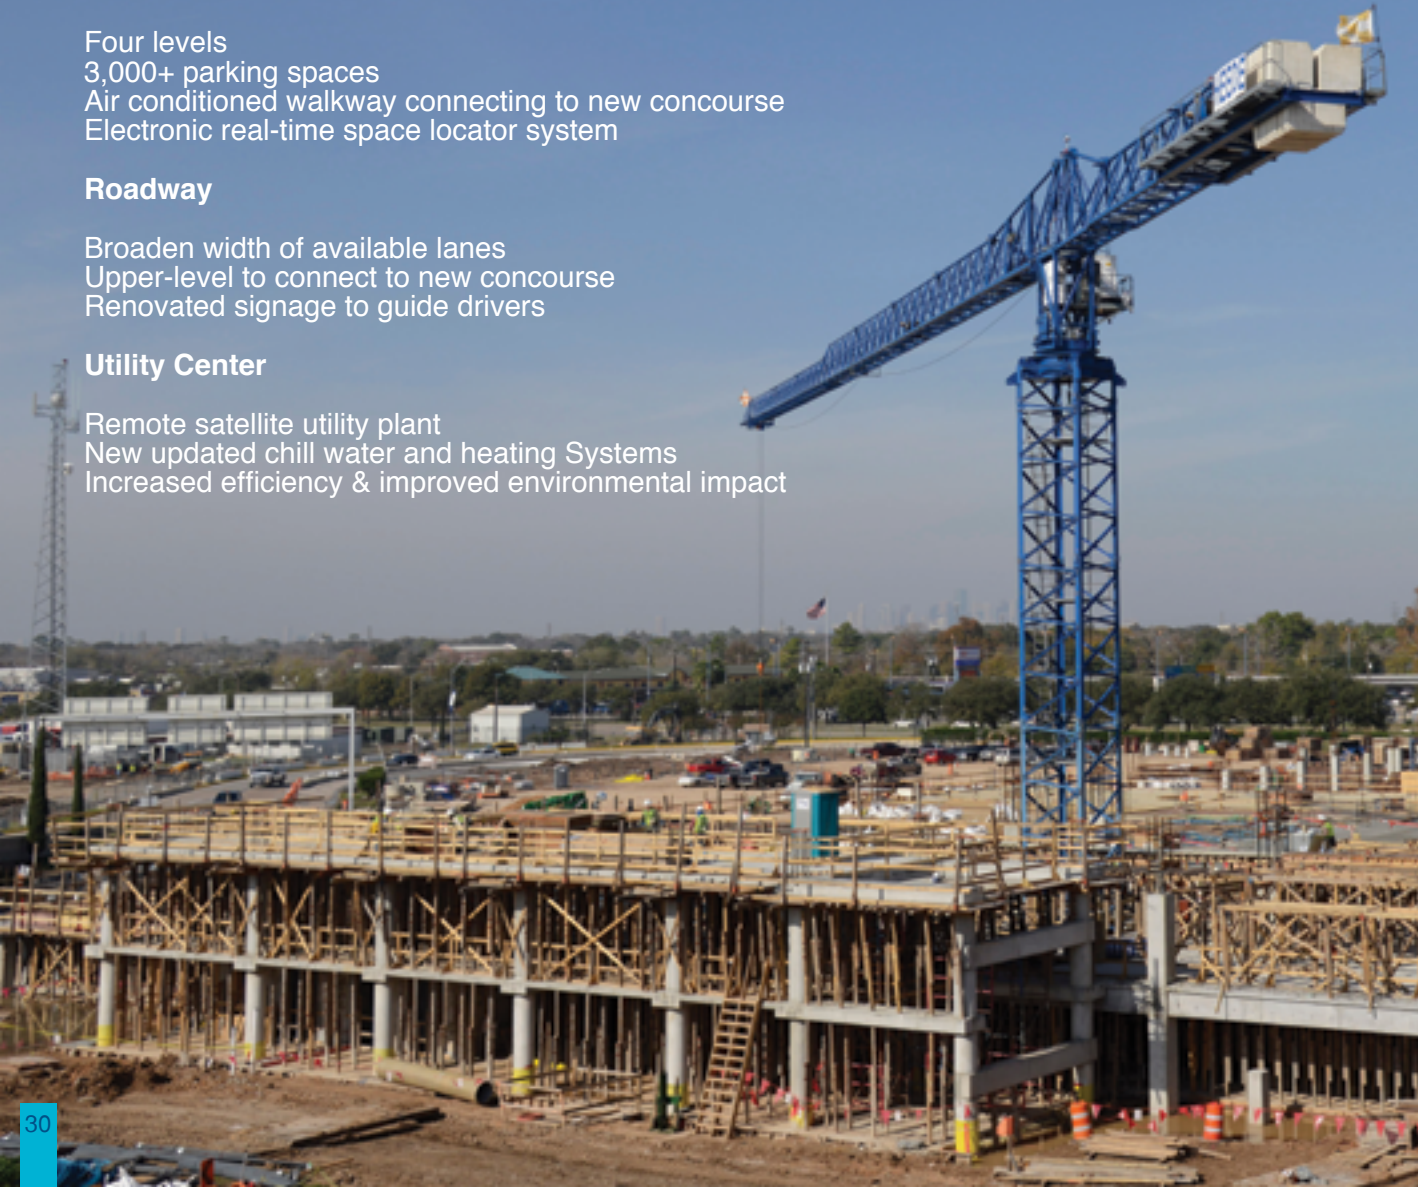 Four levels
3,000+ parking spaces
Air conditioned walkway connecting to new concourse
Electronic real-time space locator system
Roadway
Broaden width of available lanes
Upper-level to connect to new concourse
Renovated signage to guide drivers
Utility Center
Remote satellite utility plant
New updated chill water and heating Systems
Increased efficiency & improved environmental impact
30